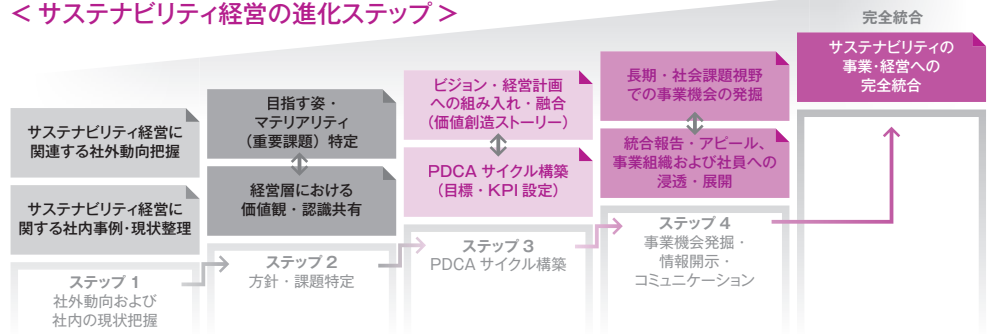 ＜サステナビリティ経営の進化ステップ＞
サステナビリティ経営に
関連する社外動向把握
サステナビリティ経営に
関する社内事例・現状整理
ステップ 1
社外動向および
社内の現状把握
目指す姿・
マテリアリティ
（重要課題）特定
経営層における
価値観・認識共有
ステップ 2
方針・課題特定
ビジョン・経営計画
への組み入れ・融合
（価値創造ストーリー）
PDCA サイクル構築
（目標・KPI 設定）
ステップ 3
PDCA サイクル構築
長期・社会課題視野
での事業機会の発掘
統合報告・アピール、
事業組織および社員への
浸透・展開
ステップ 4
事業機会発掘・
情報開示・
コミュニケーション
完全統合
サステナビリティの
事業・経営への
完全統合